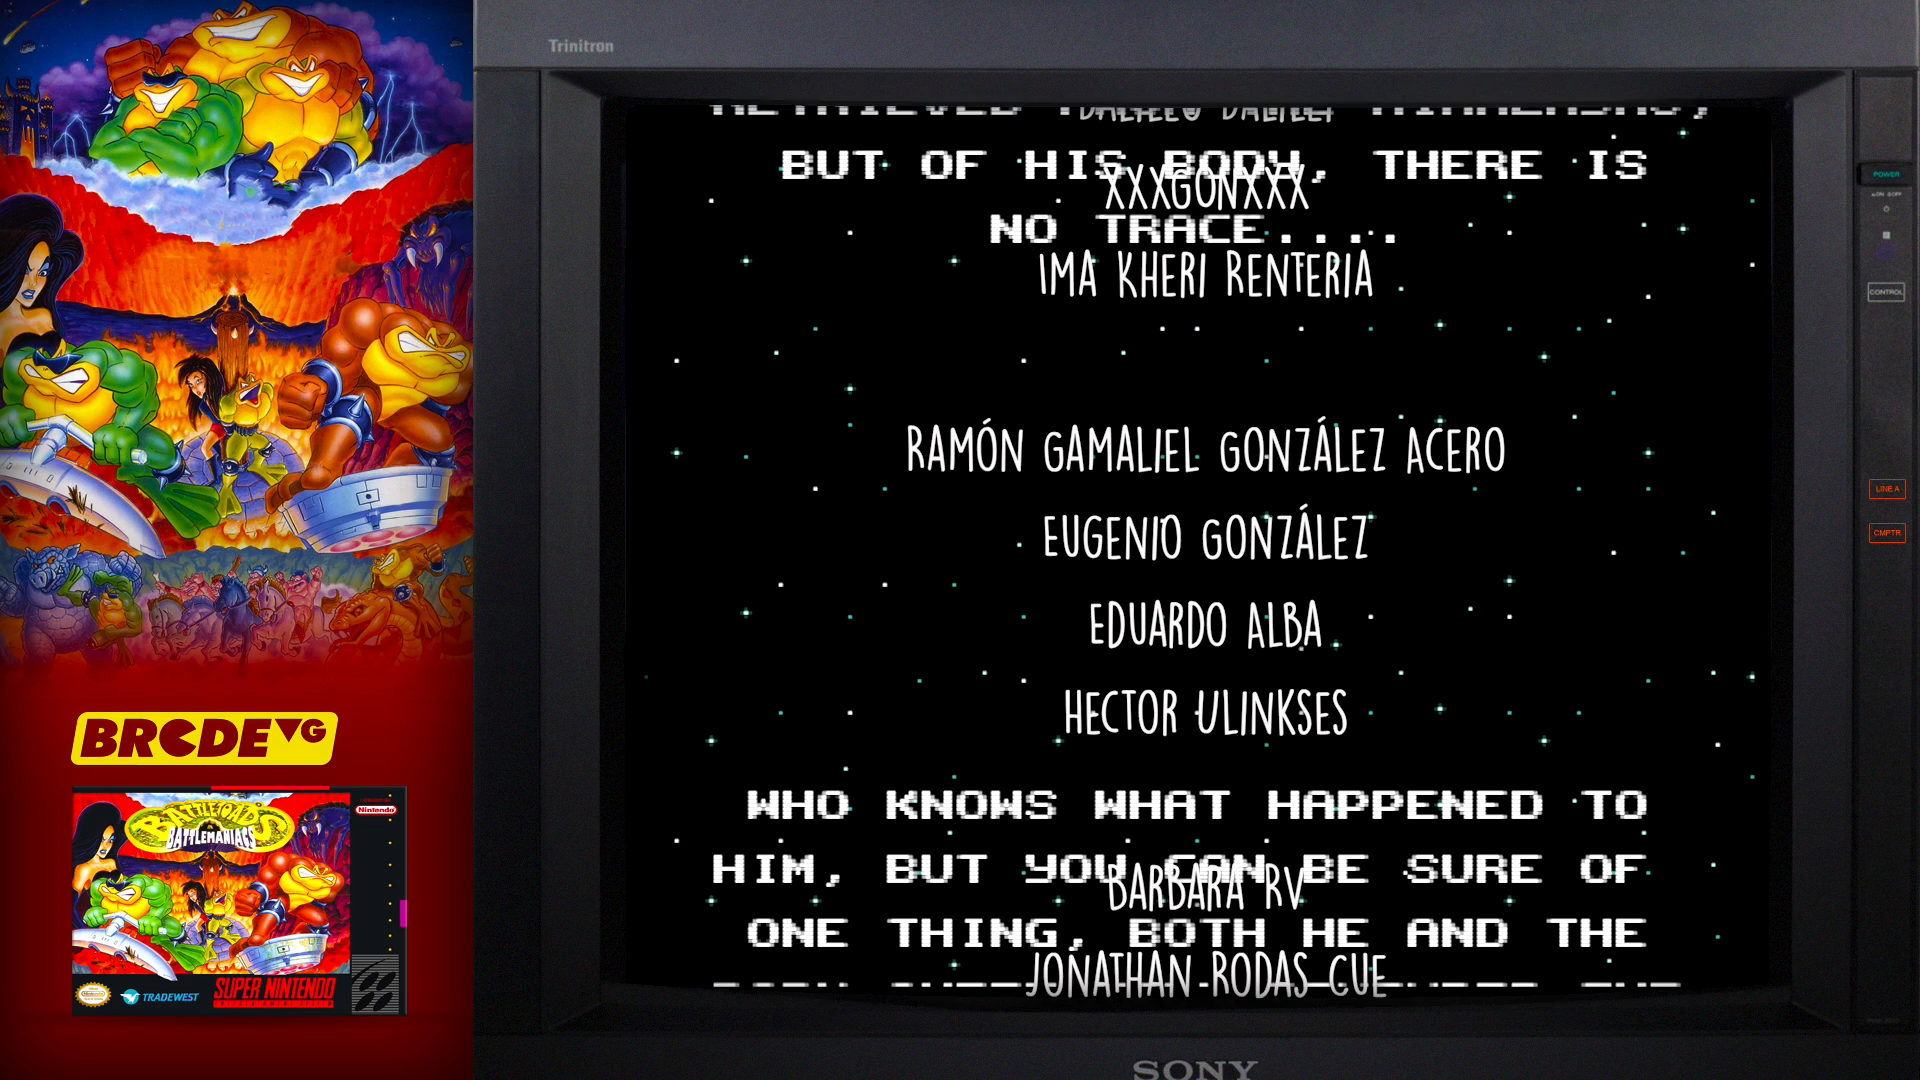 Trinitron
BUT OF HIS BODY, THERE IS
XXXGONXXX
NO TRACE....
IMA KHERI RENTERIA
RAMÓN GAMALIEL GONZÁLEZ ACERO
EUGENIO GONZÁLEZ
EDUARDO ALBA
HECTOR ULINKSES
WHO KNOWS WHAT HAPPENED TO
HIM, BUT YOU CAN BE SURE OF
BARBARA RV
ONE THING, BOTH HE AND THE
JONATHAN RODAS CUE
SONY
POWER
CONTROL
LINE A
CMPTR
BRCDEVG
BATTLETOADS
BATTLEMANIACS
Nintendo
TRADEWEST
SUPER NINTENDO